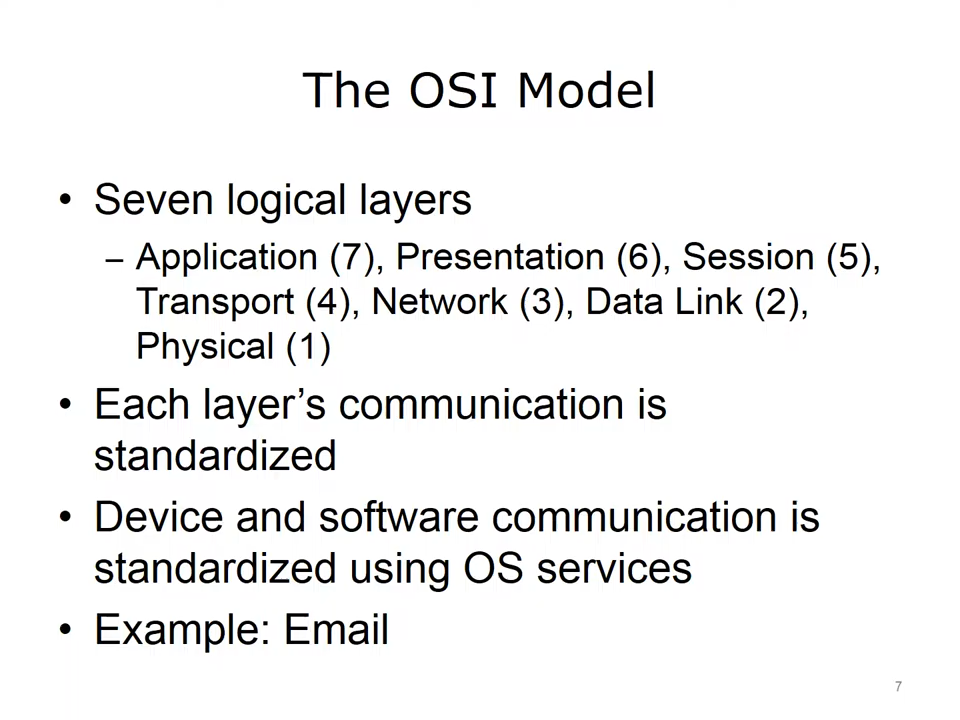 The OSI Model
• Seven logical layers
– Application (7), Presentation (6), Session (5),
Transport (4), Network (3), Data Link (2),
Physical (1)
• Each layer’s communication is
standardized
• Device and software communication is
standardized using OS services
• Example: Email
7